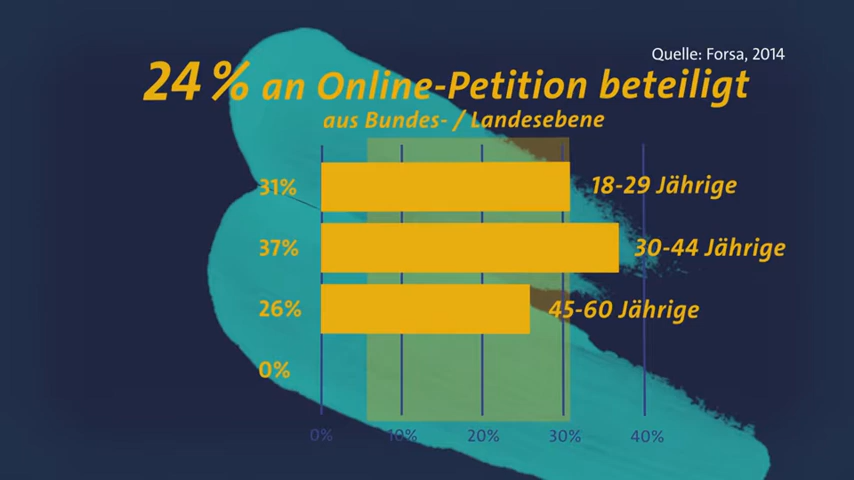 Quelle: Forsa, 2014
24 % an Online-Petition beteiligt
aus Bundes- / Landesebene
31% 18-29 Jährige
37% 30-44 Jährige
26% 45-60 Jährige
0%
0% 10% 20% 30% 40%